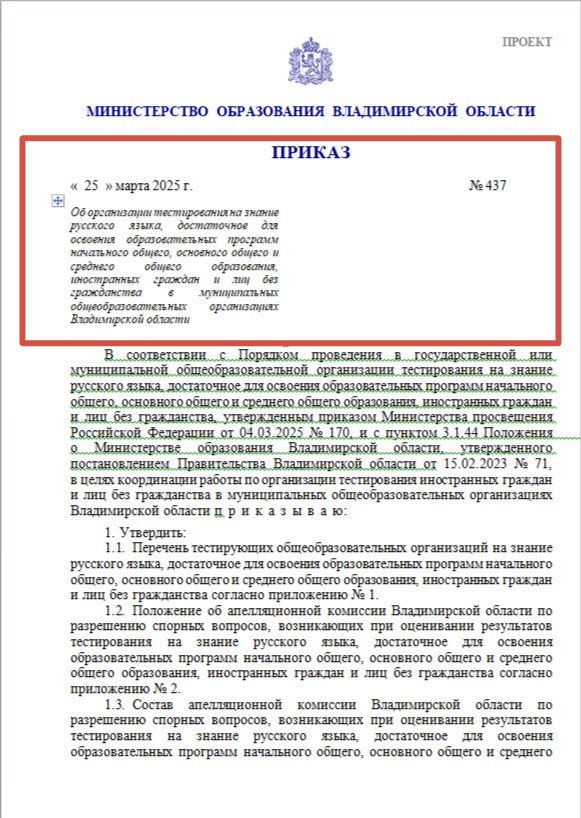 ПРОЕКТ
МИНИСТЕРСТВО ОБРАЗОВАНИЯ ВЛАДИМИРСКОЙ ОБЛАСТИ
ПРИКАЗ
« 25 » марта 2025 г. № 437
Об организации тестирования на знание
русского языка, достаточное для
освоения образовательных программ
начального общего, основного общего и
среднего общего образования,
иностранных граждан и лиц без
гражданства в муниципальных
общеобразовательных организациях
Владимирской области
В соответствии с Порядком проведения в государственной или
муниципальной общеобразовательной организации тестирования на знание
русского языка, достаточное для освоения образовательных программ начального
общего, основного общего и среднего общего образования, иностранных граждан
и лиц без гражданства, утвержденным приказом Министерства просвещения
Российской Федерации от 04.03.2025 № 170, и с пунктом 3.1.44 Положения
о Министерстве образования Владимирской области, утвержденного
постановлением Правительства Владимирской области от 15.02.2023 № 71,
в целях координации работы по организации тестирования иностранных граждан
и лиц без гражданства в муниципальных общеобразовательных организациях
Владимирской области п р и к а з ы в а ю:
1. Утвердить:
1.1. Перечень тестирующих общеобразовательных организаций на знание
русского языка, достаточное для освоения образовательных программ начального
общего, основного общего и среднего общего образования, иностранных граждан
и лиц без гражданства согласно приложению № 1.
1.2. Положение об апелляционной комиссии Владимирской области по
разрешению спорных вопросов, возникающих при оценивании результатов
тестирования на знание русского языка, достаточное для освоения
образовательных программ начального общего, основного общего и среднего
общего образования, иностранных граждан и лиц без гражданства согласно
приложению № 2.
1.3. Состав апелляционной комиссии Владимирской области по
разрешению спорных вопросов, возникающих при оценивании результатов
тестирования на знание русского языка, достаточное для освоения
образовательных программ начального общего, основного общего и среднего